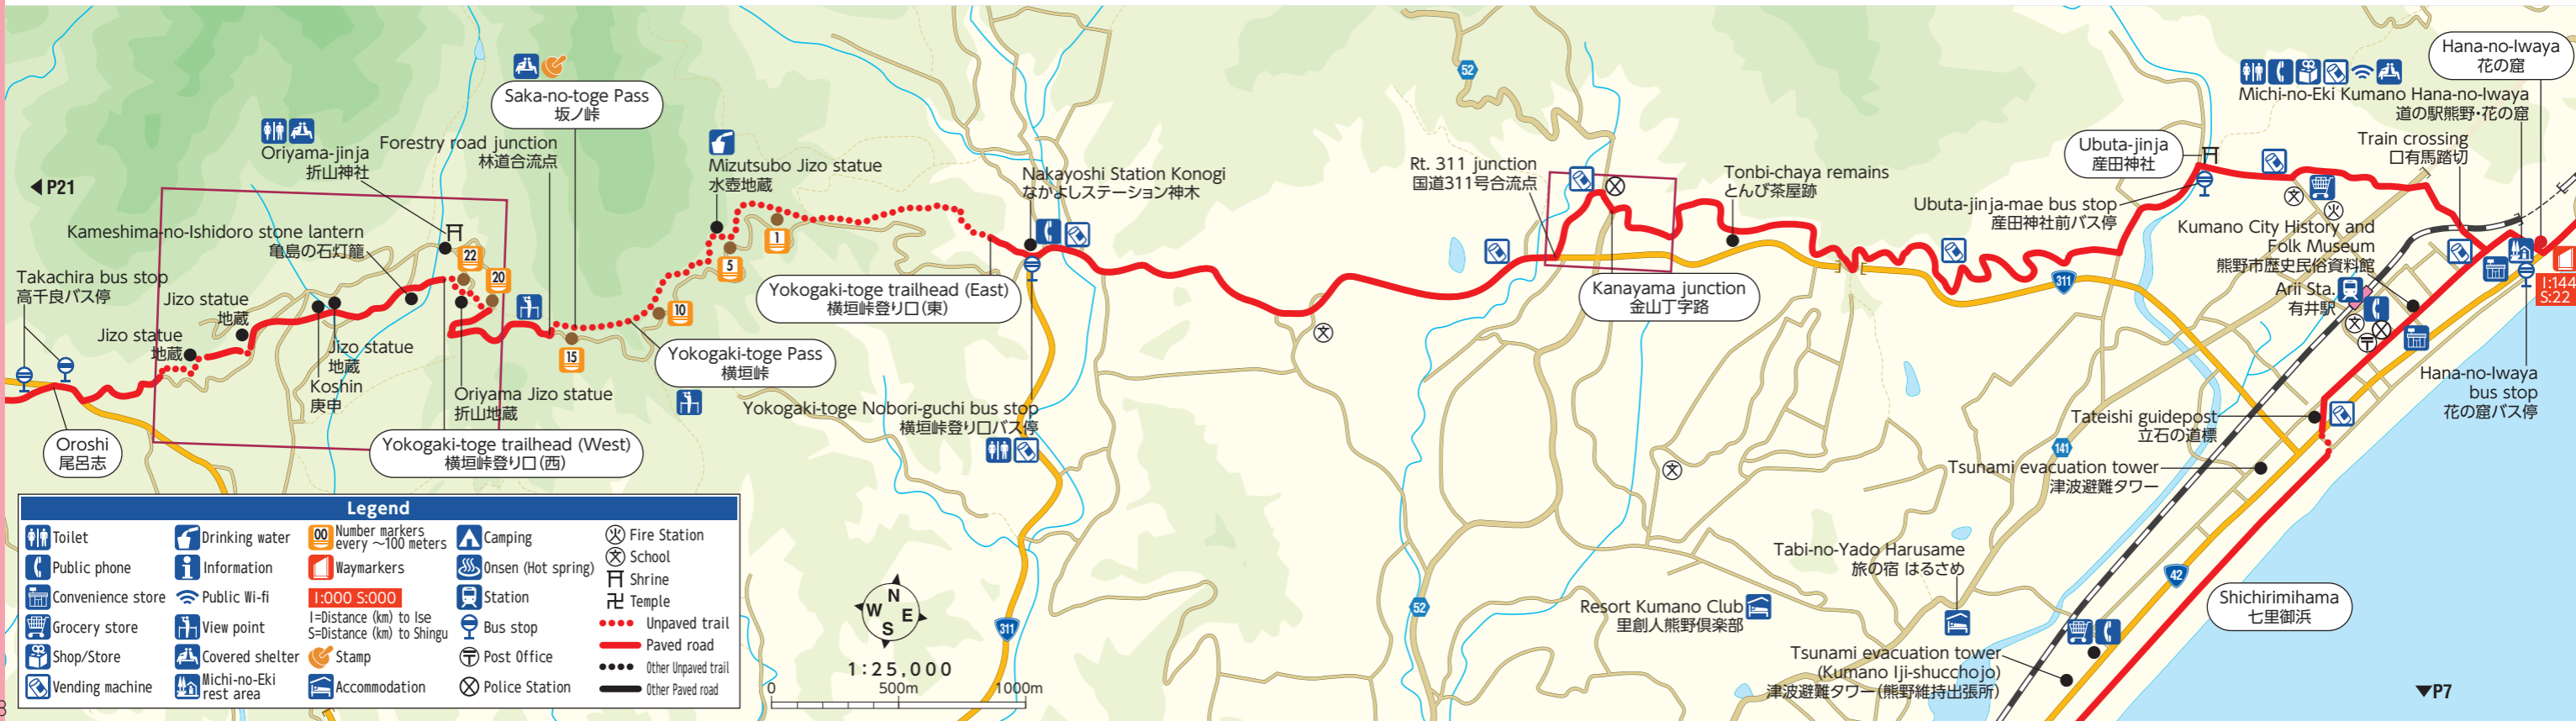 Saka-no-toge Pass
坂ノ峠
Oriyama-jinja
折山神社
Forestry road junction
林道合流点
◀P21
Kameshima-no-Ishidoro stone lantern
亀島の石灯籠
22
20
Takachira bus stop
高千良バス停
Jizo statue
地蔵
Jizo statue
地蔵
Jizo statue
地蔵
Koshin
庚申
Oriyama Jizo statue
折山地蔵
Oroshi
尾呂志
Yokogaki-toge trailhead (West)
横垣峠登り口(西)
15
10
5
1
Mizutsubo Jizo statue
水壺地蔵
Yokogaki-toge Pass
横垣峠
Nakayoshi Station Konogi
なかよしステーション神木
Yokogaki-toge trailhead (East)
横垣峠登り口(東)
Yokogaki-toge Nobori-guchi bus stop
横垣峠登り口バス停
311
52
Rt. 311 junction
国道311号合流点
Kanayama junction
金山丁字路
Tonbi-chaya remains
とんび茶屋跡
52
Ubuta-jinja
産田神社
Ubuta-jinja-mae bus stop
産田神社前バス停
311
Hana-no-Iwaya
花の窟
Michi-no-Eki Kumano Hana-no-Iwaya
道の駅熊野・花の窟
Train crossing
口有馬踏切
Kumano City History and
Folk Museum
熊野市歴史民俗資料館
Arii Sta.
有井駅
I:144
S:22
Hana-no-Iwaya
bus stop
花の窟バス停
Tateishi guidepost
立石の道標
141
Tsunami evacuation tower
津波避難タワー
42
Tabi-no-Yado Harusame
旅の宿 はるさめ
Resort Kumano Club
里創人熊野倶楽部
Shichirimihama
七里御浜
Tsunami evacuation tower
(Kumano Iji-shucchojo)
津波避難タワー(熊野維持出張所)
▼P7
N
W
E
S
1:25,000
0
500m
1000m
Legend
Toilet
Public phone
Convenience store
Grocery store
Shop/Store
Vending machine
Drinking water
Information
Public Wi-fi
View point
Covered shelter
Michi-no-Eki
rest area
00
Number markers
every ～100 meters
Waymarkers
I:000 S:000
I=Distance (km) to Ise
S=Distance (km) to Shingu
Stamp
Accommodation
Camping
Onsen (Hot spring)
Station
Bus stop
Post Office
Police Station
Fire Station
School
Shrine
Temple
Unpaved trail
Paved road
Other Unpaved trail
Other Paved road
8